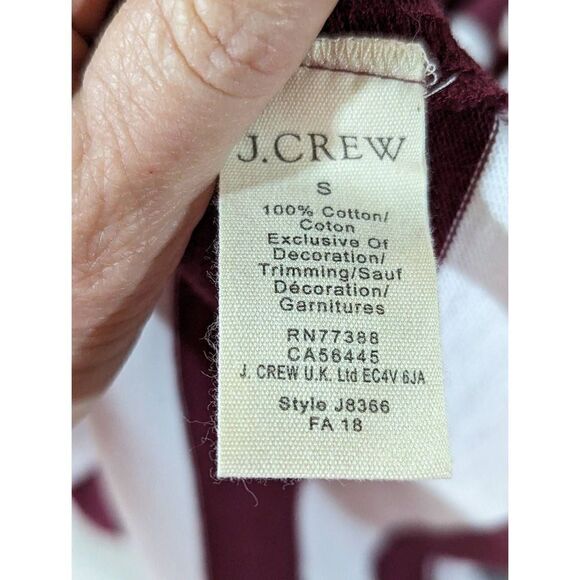 J.CREW
S
100% Cotton/
Coton
Exclusive Of
Decoration/
Trimming/Sauf
Décoration/
Garnitures
RN77388
CA56445
J. CREW U.K. Ltd EC4V 6JA
Style J8366
FA 18